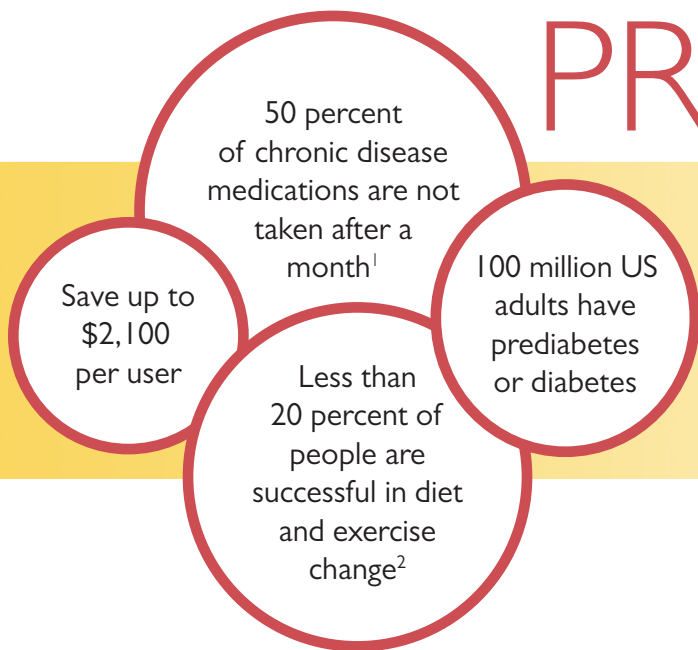 PR
50 percent
of chronic disease
medications are not
taken after a
month¹
Save up to
$2,100
per user
100 million US
adults have
prediabetes
or diabetes
Less than
20 percent of
people are
successful in diet
and exercise
change²